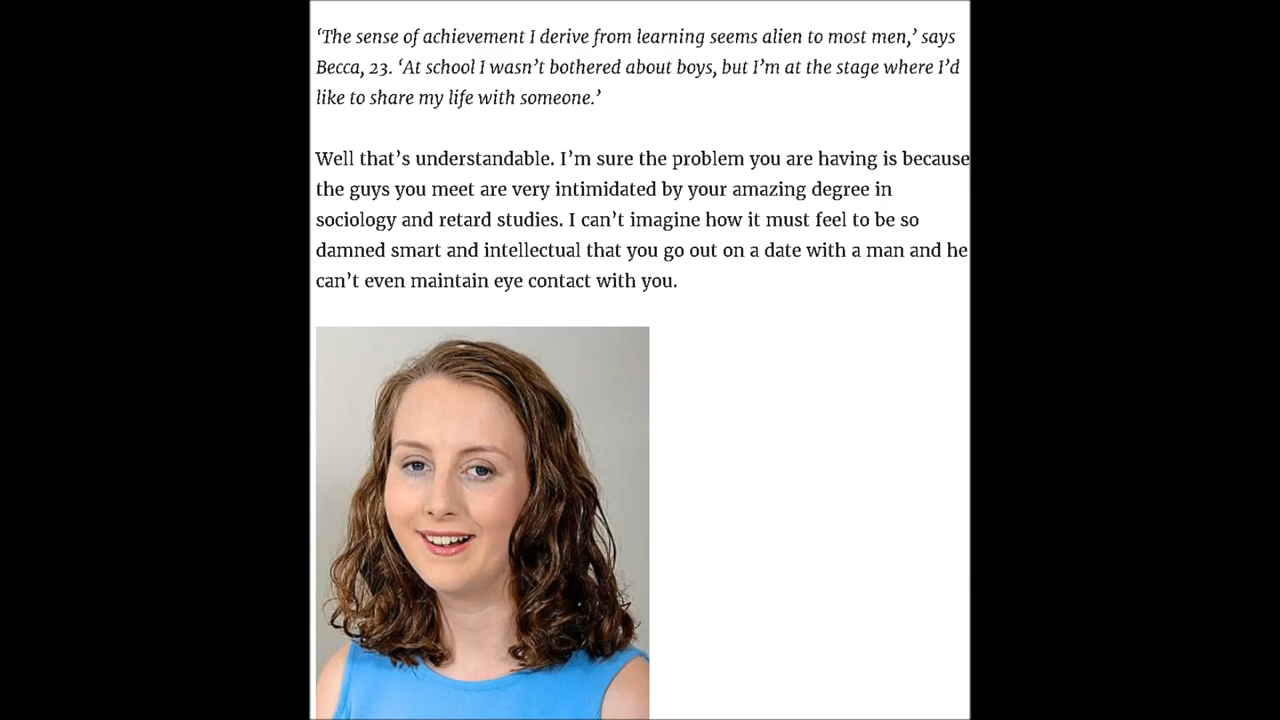 ‘The sense of achievement I derive from learning seems alien to most men,’ says
Becca, 23. ‘At school I wasn’t bothered about boys, but I’m at the stage where I’d
like to share my life with someone.’
Well that’s understandable. I’m sure the problem you are having is because
the guys you meet are very intimidated by your amazing degree in
sociology and retard studies. I can’t imagine how it must feel to be so
damned smart and intellectual that you go out on a date with a man and he
can’t even maintain eye contact with you.